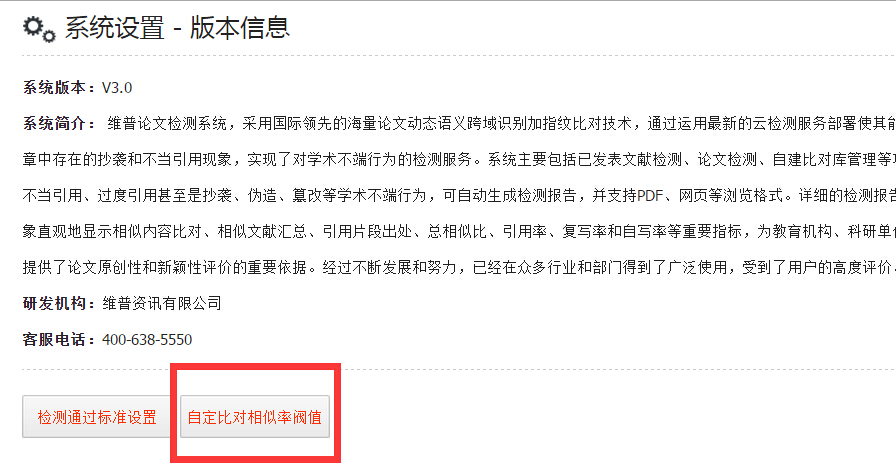 系统设置 - 版本信息
系统版本：V3.0
系统简介： 维普论文检测系统，采用国际领先的海量论文动态语义跨域识别加指纹比对技术，通过运用最新的云检测服务部署使其能
章中存在的抄袭和不当引用现象，实现了对学术不端行为的检测服务。系统主要包括已发表文献检测、论文检测、自建比对库管理等
不当引用、过度引用甚至是抄袭、伪造、篡改等学术不端行为，可自动生成检测报告，并支持PDF、网页等浏览格式。详细的检测报告
象直观地显示相似内容比对、相似文献汇总、引用片段出处、总相似比、引用率、复写率和自写率等重要指标，为教育机构、科研单
提供了论文原创性和新颖性评价的重要依据。经过不断发展和努力，已经在众多行业和部门得到了广泛使用，受到了用户的高度评价
研发机构：维普资讯有限公司
客服电话：400-638-5550
检测通过标准设置 自定比对相似率阀值